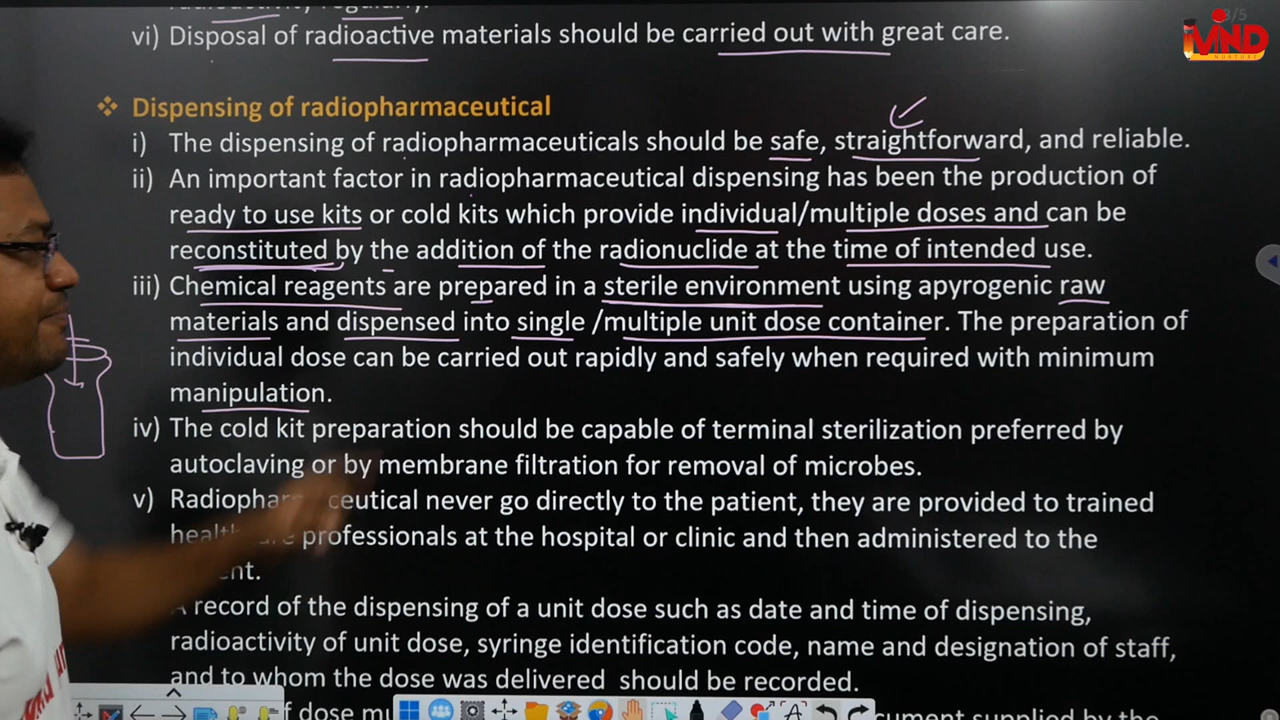 3/5
MIND
NURTURE
vi) Disposal of radioactive materials should be carried out with great care.
Dispensing of radiopharmaceutical
i) The dispensing of radiopharmaceuticals should be safe, straightforward, and reliable.
ii) An important factor in radiopharmaceutical dispensing has been the production of
ready to use kits or cold kits which provide individual/multiple doses and can be
reconstituted by the addition of the radionuclide at the time of intended use.
iii) Chemical reagents are prepared in a sterile environment using apyrogenic raw
materials and dispensed into single /multiple unit dose container. The preparation of
individual dose can be carried out rapidly and safely when required with minimum
manipulation.
iv) The cold kit preparation should be capable of terminal sterilization preferred by
autoclaving or by membrane filtration for removal of microbes.
v) ceutical never go directly to the patient, they are provided to trained
professionals at the hospital or clinic and then administered to the
A record of the dispensing of a unit dose such as date and time of dispensing,
radioactivity of unit dose, syringe identification code, name and designation of staff,
and to whom the dose was delivered should be recorded.
dose supplied by the